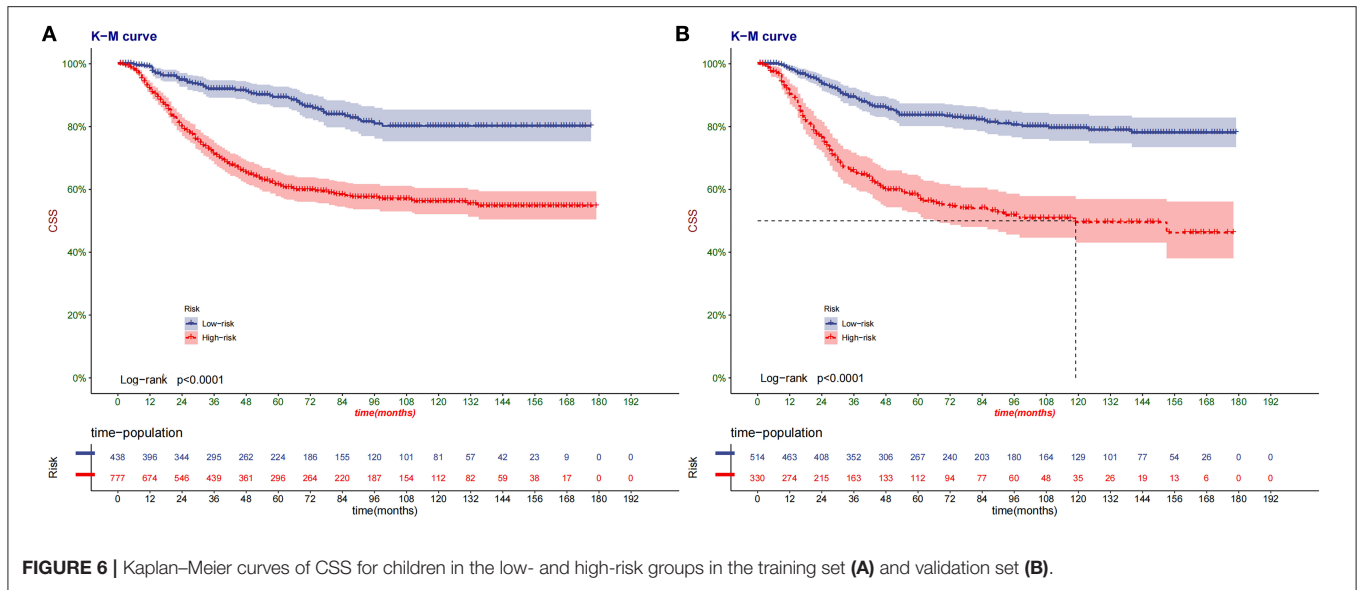 A
K−M curve
100%
80%
60%
40%
20%
0%
CSS
Risk
Low−risk
High−risk
Log−rank p<0.0001
0 12 24 36 48 60 72 84 96 108 120 132 144 156 168 180 192
time(months)
time−population
Risk
438 396 344 295 262 224 186 155 120 101 81 57 42 23 9 0 0
777 674 546 439 361 296 264 220 187 154 112 82 59 38 17 0 0
0 12 24 36 48 60 72 84 96 108 120 132 144 156 168 180 192
time(months)
B
K−M curve
100%
80%
60%
40%
20%
0%
CSS
Risk
Low−risk
High−risk
Log−rank p<0.0001
0 12 24 36 48 60 72 84 96 108 120 132 144 156 168 180 192
time(months)
time−population
Risk
514 463 408 352 306 267 240 203 180 164 129 101 77 54 26 0 0
330 274 215 163 133 112 94 77 60 48 35 26 19 13 6 0 0
0 12 24 36 48 60 72 84 96 108 120 132 144 156 168 180 192
time(months)
FIGURE 6 | Kaplan–Meier curves of CSS for children in the low- and high-risk groups in the training set (A) and validation set (B).